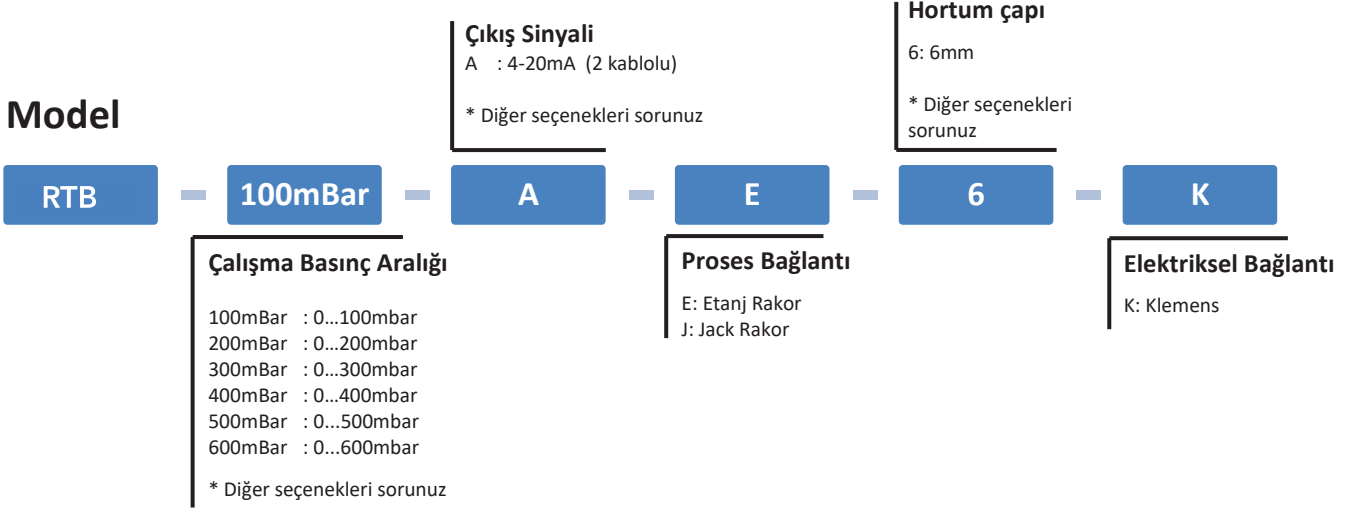 Çıkış Sinyali
A : 4-20mA (2 kablolu)
* Diğer seçenekleri sorunuz
Hortum çapı
6: 6mm
* Diğer seçenekleri
sorunuz
Model
RTB - 100mBar - A - E - 6 - K
Çalışma Basınç Aralığı
100mBar : 0...100mbar
200mBar : 0...200mbar
300mBar : 0...300mbar
400mBar : 0...400mbar
500mBar : 0...500mbar
600mBar : 0...600mbar
* Diğer seçenekleri sorunuz
Proses Bağlantı
E: Etanj Rakor
J: Jack Rakor
Elektriksel Bağlantı
K: Klemens